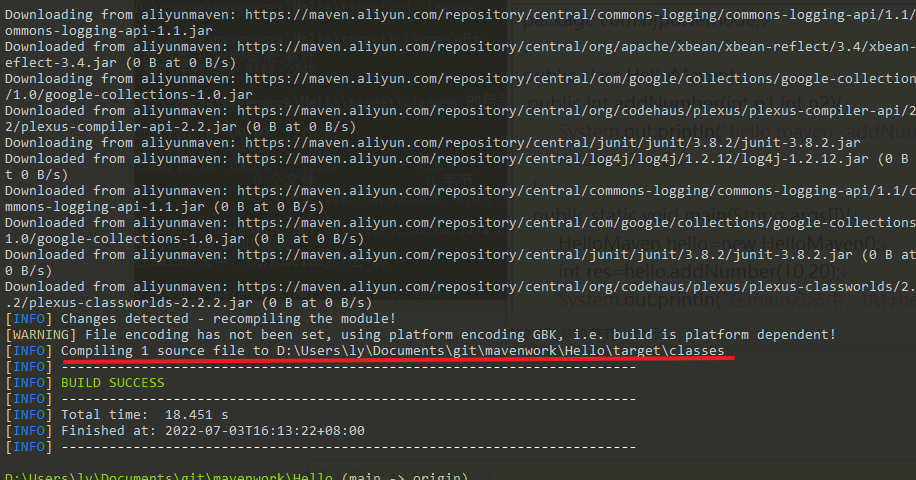 Downloading from aliyunmaven: https://maven.aliyun.com/repository/central/commons-logging/commons-logging-api/1.1/
ommons-logging-api-1.1.jar
Downloaded from aliyunmaven: https://maven.aliyun.com/repository/central/org/apache/xbean/xbean-reflect/3.4/xbean-
eflect-3.4.jar (0 B at 0 B/s)
Downloading from aliyunmaven: https://maven.aliyun.com/repository/central/com/google/collections/google-collection
/1.0/google-collections-1.0.jar
Downloaded from aliyunmaven: https://maven.aliyun.com/repository/central/org/codehaus/plexus/plexus-compiler-api/2
2/plexus-compiler-api-2.2.jar (0 B at 0 B/s)
Downloading from aliyunmaven: https://maven.aliyun.com/repository/central/junit/junit/3.8.2/junit-3.8.2.jar
Downloaded from aliyunmaven: https://maven.aliyun.com/repository/central/log4j/log4j/1.2.12/log4j-1.2.12.jar (0 B
t 0 B/s)
Downloaded from aliyunmaven: https://maven.aliyun.com/repository/central/commons-logging/commons-logging-api/1.1/c
mmons-logging-api-1.1.jar (0 B at 0 B/s)
Downloaded from aliyunmaven: https://maven.aliyun.com/repository/central/com/google/collections/google-collections
1.0/google-collections-1.0.jar (0 B at 0 B/s)
Downloaded from aliyunmaven: https://maven.aliyun.com/repository/central/junit/junit/3.8.2/junit-3.8.2.jar (0 B at
0 B/s)
Downloaded from aliyunmaven: https://maven.aliyun.com/repository/central/org/codehaus/plexus/plexus-classworlds/2.
.2/plexus-classworlds-2.2.2.jar (0 B at 0 B/s)
[INFO] Changes detected - recompiling the module!
[WARNING] File encoding has not been set, using platform encoding GBK, i.e. build is platform dependent!
[INFO] Compiling 1 source file to D:\Users\ly\Documents\git\mavenwork\Hello\target\classes
[INFO] ------------------------------------------------------------------------
[INFO] BUILD SUCCESS
[INFO] ------------------------------------------------------------------------
[INFO] Total time:  18.451 s
[INFO] Finished at: 2022-07-03T16:13:22+08:00
[INFO] ------------------------------------------------------------------------
D:\Users\ly\Documents\git\mavenwork\Hello (main -> origin)